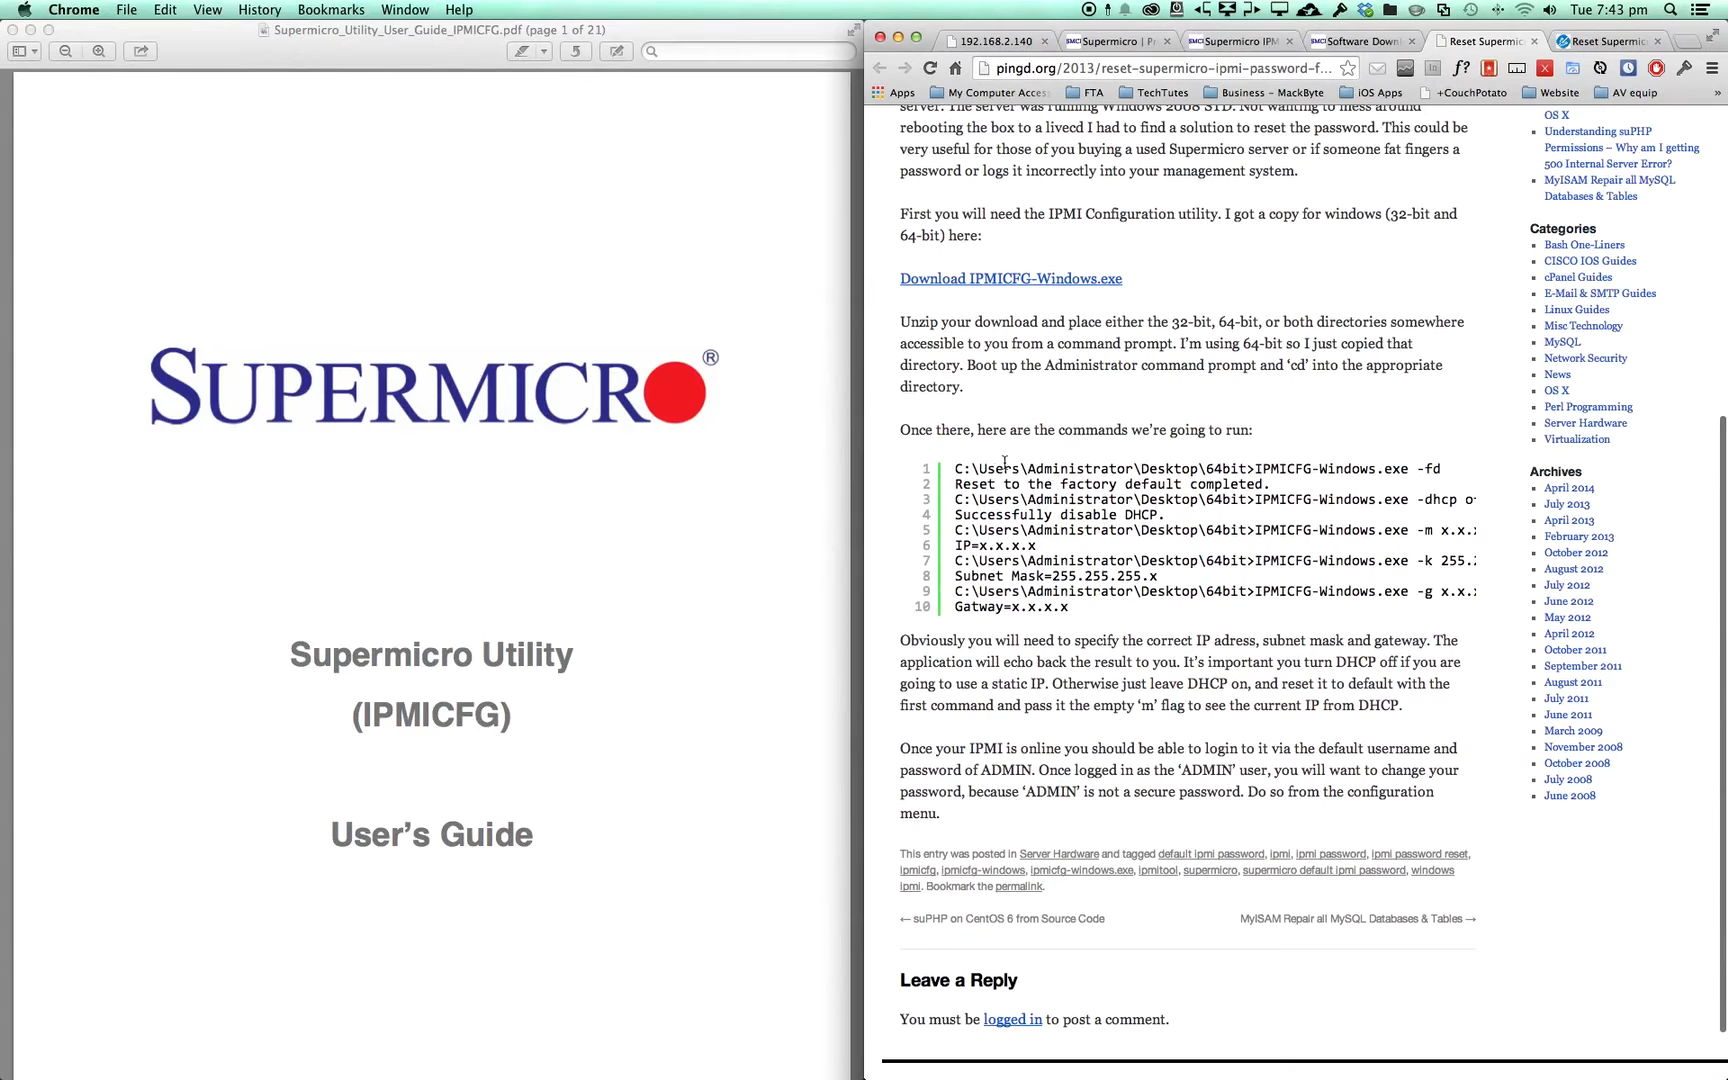 Chrome File Edit View History Bookmarks Window Help
Tue 7:43 pm
Supermicro_Utility_User_Guide_IPMICFG.pdf (page 1 of 21)
SUPERMICRO®
Supermicro Utility
(IPMICFG)
User's Guide
192.168.2.140
SMCI Supermicro | Pr
SMCI Supermicro IPM
SMCI Software Down
Reset Supermic
Reset Supermic
pingd.org/2013/reset-supermicro-ipmi-password-f...
f?
Apps My Computer Acces FTA TechTutes Business - MackByte iOS Apps +CouchPotato Website AV equip »
server. The server was running Windows 2008 STD. Not wanting to mess around
rebooting the box to a livecd I had to find a solution to reset the password. This could be
very useful for those of you buying a used Supermicro server or if someone fat fingers a
password or logs it incorrectly into your management system.
First you will need the IPMI Configuration utility. I got a copy for windows (32-bit and
64-bit) here:
Download IPMICFG-Windows.exe
Unzip your download and place either the 32-bit, 64-bit, or both directories somewhere
accessible to you from a command prompt. I'm using 64-bit so I just copied that
directory. Boot up the Administrator command prompt and 'cd' into the appropriate
directory.
Once there, here are the commands we're going to run:
1 C:\Users\Administrator\Desktop\64bit>IPMICFG-Windows.exe -fd
2 Reset to the factory default completed.
3 C:\Users\Administrator\Desktop\64bit>IPMICFG-Windows.exe -dhcp o
4 Successfully disable DHCP.
5 C:\Users\Administrator\Desktop\64bit>IPMICFG-Windows.exe -m x.x.x
6 IP=x.x.x.x
7 C:\Users\Administrator\Desktop\64bit>IPMICFG-Windows.exe -k 255.
8 Subnet Mask=255.255.255.x
9 C:\Users\Administrator\Desktop\64bit>IPMICFG-Windows.exe -g x.x.x
10 Gatway=x.x.x.x
Obviously you will need to specify the correct IP adress, subnet mask and gateway. The
application will echo back the result to you. It's important you turn DHCP off if you are
going to use a static IP. Otherwise just leave DHCP on, and reset it to default with the
first command and pass it the empty 'm' flag to see the current IP from DHCP.
Once your IPMI is online you should be able to login to it via the default username and
password of ADMIN. Once logged in as the 'ADMIN' user, you will want to change your
password, because 'ADMIN' is not a secure password. Do so from the configuration
menu.
This entry was posted in Server Hardware and tagged default ipmi password, ipmi, ipmi password, ipmi password reset,
ipmicfg, ipmicfg-windows, ipmicfg-windows.exe, ipmitool, supermicro, supermicro default ipmi password, windows
ipmi. Bookmark the permalink.
← suPHP on CentOS 6 from Source Code
MyISAM Repair all MySQL Databases & Tables →
Leave a Reply
You must be logged in to post a comment.
OS X
Understanding suPHP
Permissions – Why am I getting
500 Internal Server Error?
MyISAM Repair all MySQL
Databases & Tables
Categories
Bash One-Liners
CISCO IOS Guides
cPanel Guides
E-Mail & SMTP Guides
Linux Guides
Misc Technology
MySQL
Network Security
News
OS X
Perl Programming
Server Hardware
Virtualization
Archives
April 2014
July 2013
April 2013
February 2013
October 2012
August 2012
July 2012
June 2012
May 2012
April 2012
October 2011
September 2011
August 2011
July 2011
June 2011
March 2009
November 2008
October 2008
July 2008
June 2008